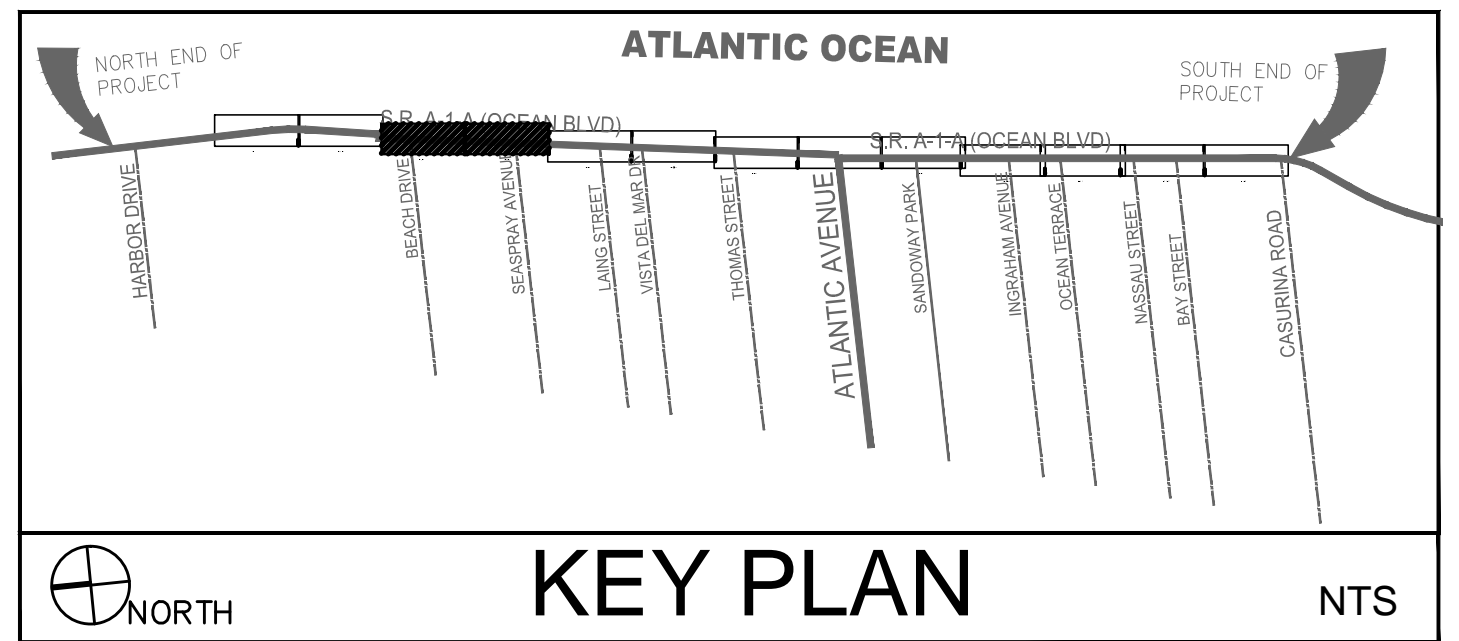 ATLANTIC OCEAN
NORTH END OF
PROJECT
SOUTH END OF
PROJECT
S.R. A-1-A (OCEAN BLVD)
S.R. A-1-A (OCEAN BLVD)
HARBOR DRIVE
BEACH DRIVE
SEASPRAY AVENUE
LAING STREET
VISTA DEL MAR DR
THOMAS STREET
ATLANTIC AVENUE
SANDOWAY PARK
INGRAHAM AVENUE
OCEAN TERRACE
NASSAU STREET
BAY STREET
CASURINA ROAD
NORTH
KEY PLAN
NTS